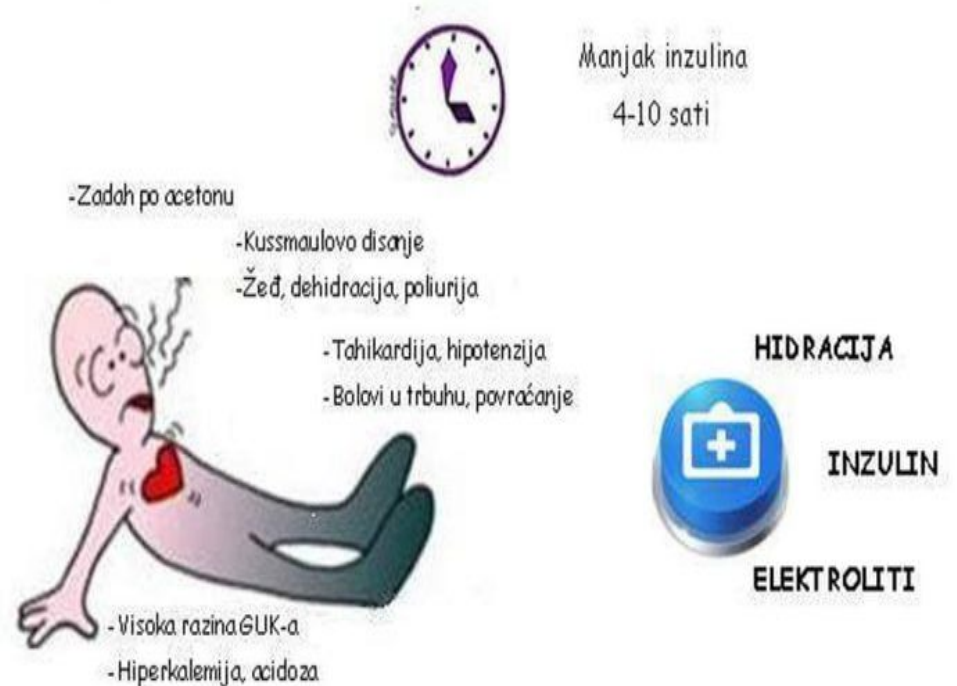 Manjak inzulina
4-10 sati
-Zadah po acetonu
-Kussmaulovo disanje
-Žeđ, dehidracija, poliurija
-Tahikardija, hipotenzija
-Bolovi u trbuhu, povraćanje
HIDRACIJA
INZULIN
ELEKTROLITI
-Visoka razina GUK-a
-Hiperkalemija, acidoza